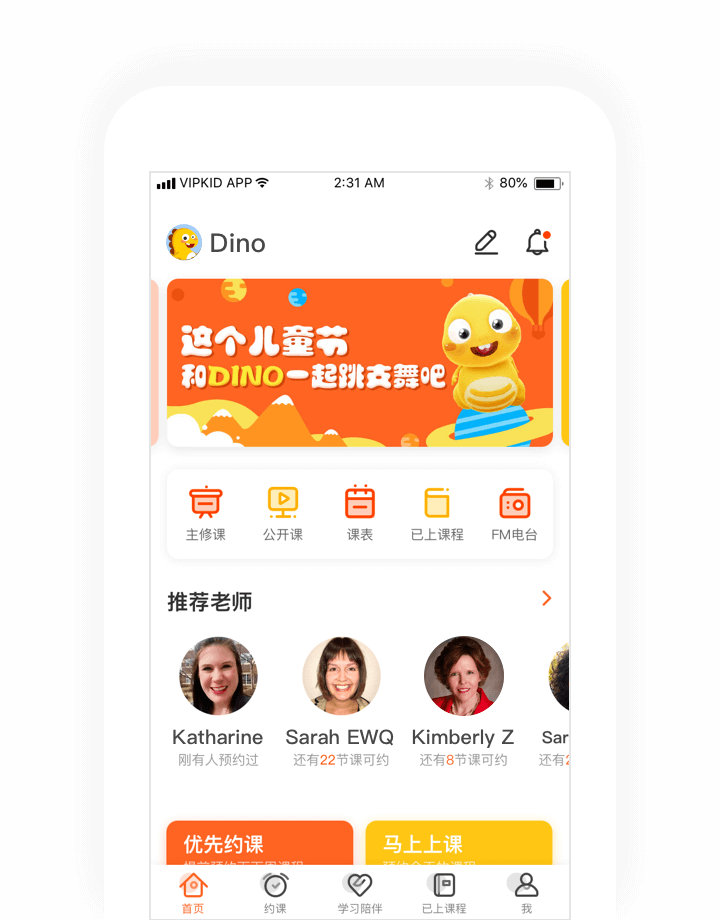 VIPKID APP 2:31 AM 80%
Dino
这个儿童节
和DINO一起跳支舞吧
主修课 公开课 课表 已上课程 FM电台
推荐老师
Katharine Sarah EWQ Kimberly Z Sar
刚有人预约过 还有22节课可约 还有8节课可约 还有2
优先约课 马上上课
首页 约课 学习陪伴 已上课程 我